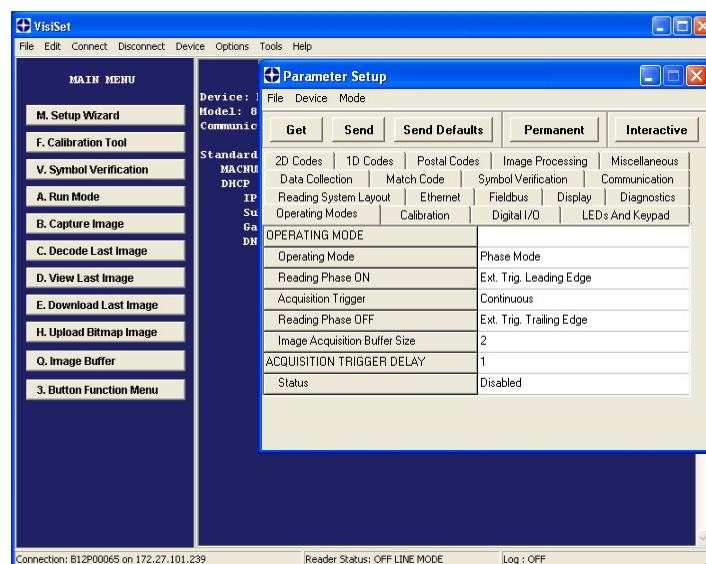 VisiSet
File Edit Connect Disconnect Device Options Tools Help
MAIN MENU
M. Setup Wizard
F. Calibration Tool
V. Symbol Verification
A. Run Mode
B. Capture Image
C. Decode Last Image
D. View Last Image
E. Download Last Image
H. Upload Bitmap Image
Q. Image Buffer
3. Button Function Menu
Device:
Model: 8
Communic
Standard
MACNU
DHCP
IP
Su
Ga
DN
Parameter Setup
File Device Mode
Get Send Send Defaults Permanent Interactive
2D Codes 1D Codes Postal Codes Image Processing Miscellaneous
Data Collection Match Code Symbol Verification Communication
Reading System Layout Ethernet Fieldbus Display Diagnostics
Operating Modes Calibration Digital I/O LEDs And Keypad
OPERATING MODE
Operating Mode Phase Mode
Reading Phase ON Ext. Trig. Leading Edge
Acquisition Trigger Continuous
Reading Phase OFF Ext. Trig. Trailing Edge
Image Acquisition Buffer Size 2
ACQUISITION TRIGGER DELAY 1
Status Disabled
Connection: B12P00065 on 172.27.101.239 Reader Status: OFF LINE MODE Log : OFF